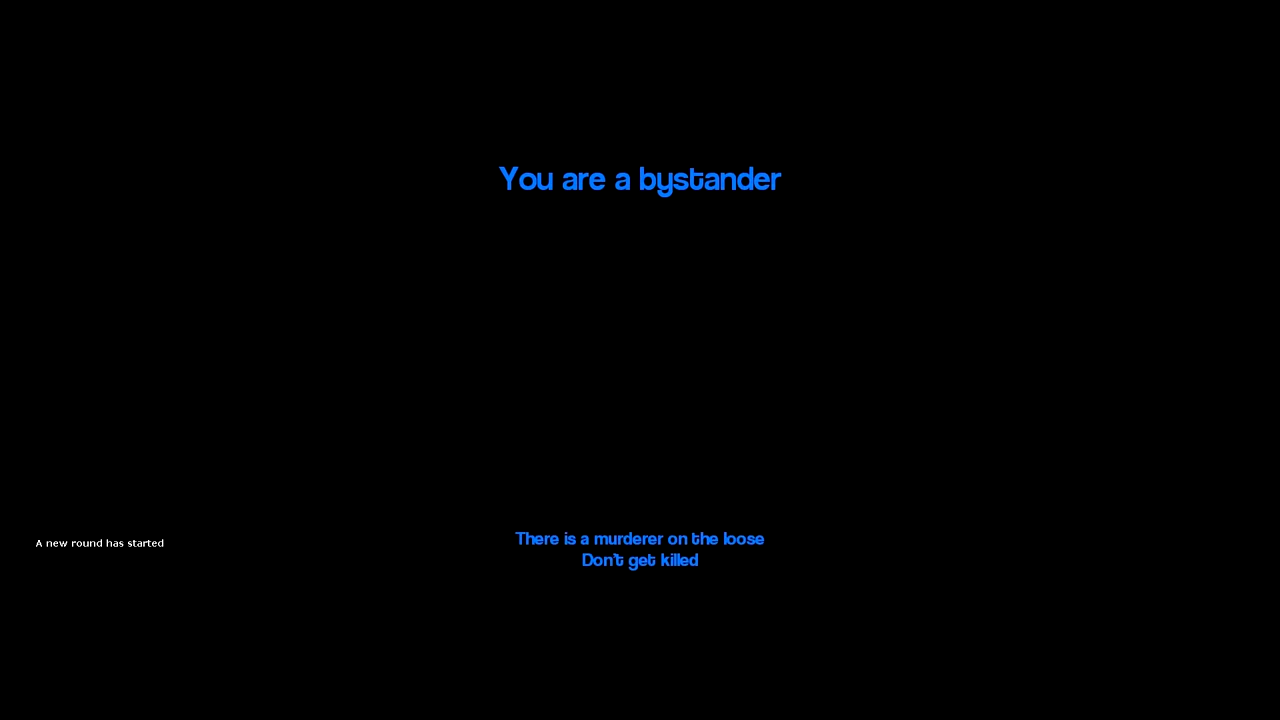 You are a bystander
There is a murderer on the loose
Don't get killed
A new round has started